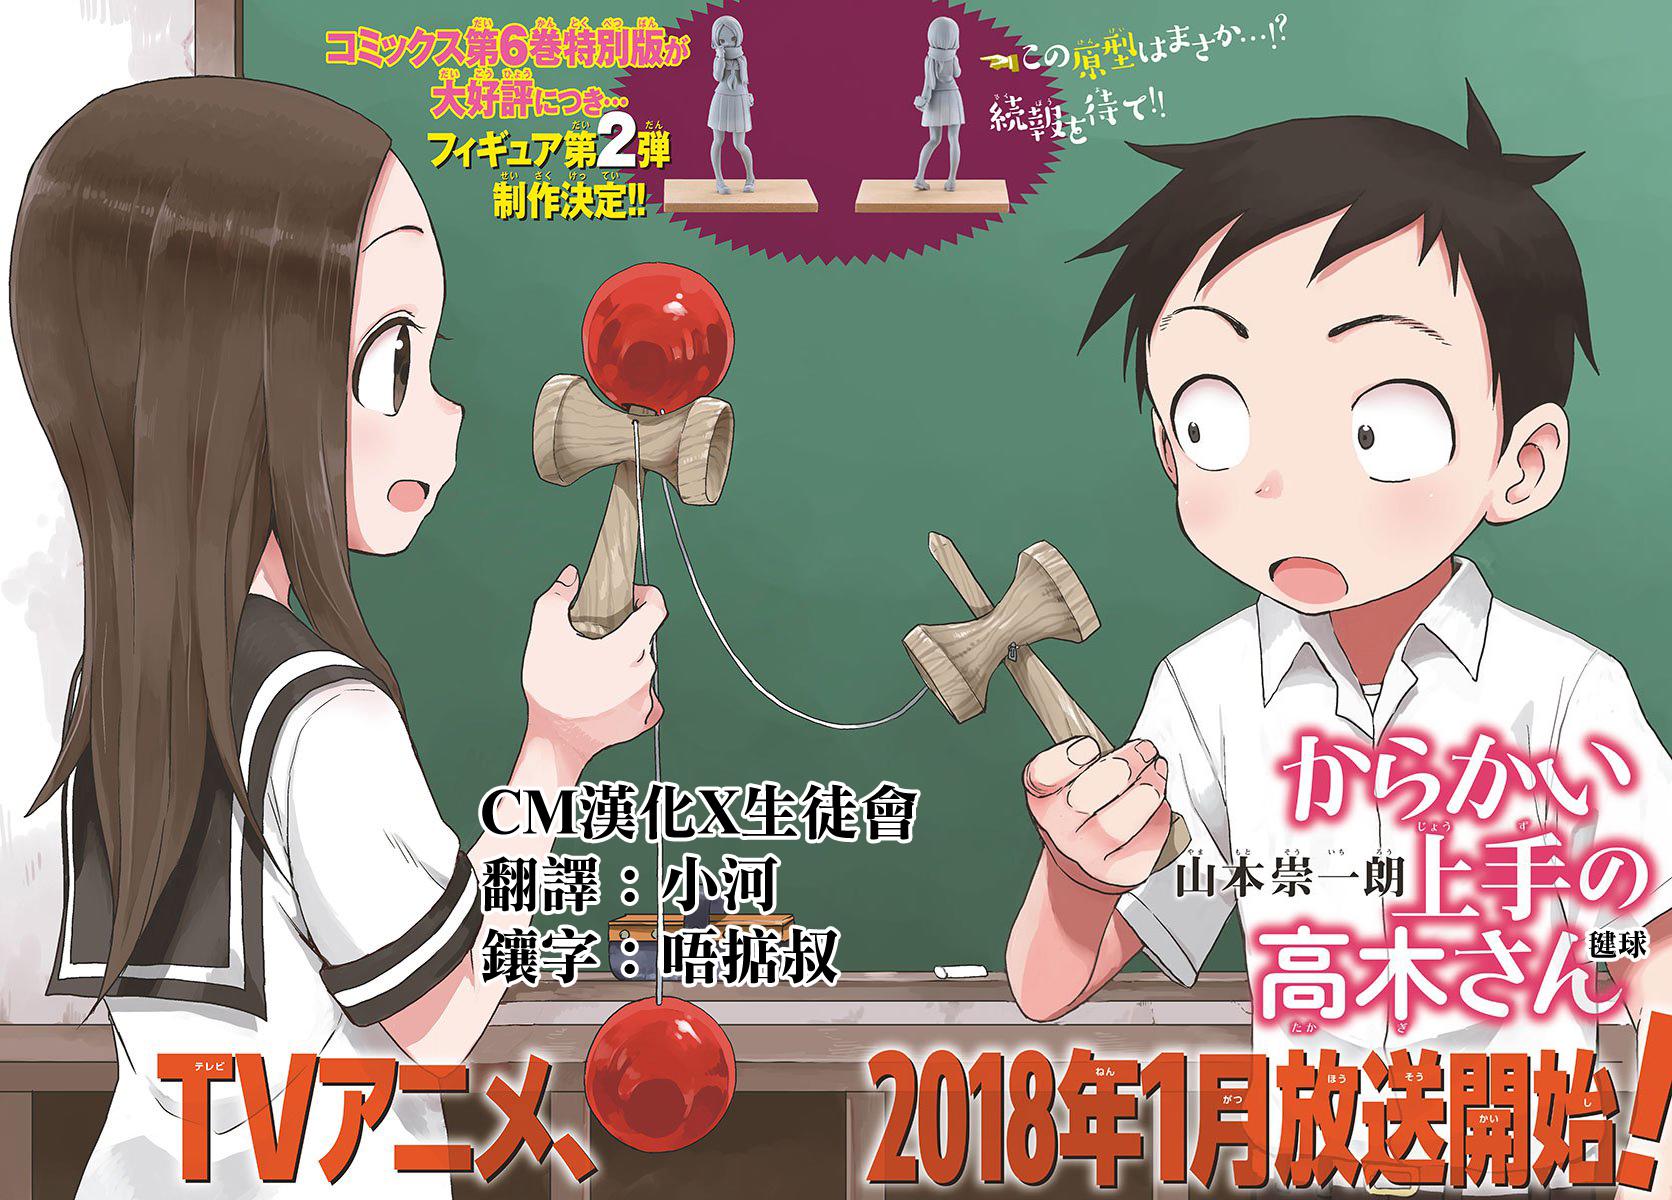 コミックス第6巻特別版が
大好評につき…
フィギュア第2弾
制作決定!!
この原型はまさか…!?
続報を待て!!
CM漢化X生徒會
翻譯：小河
鑲字：唔掂叔
からかい
上手の
高木さん
山本崇一朗
毽球
TVアニメ、2018年1月放送開始!